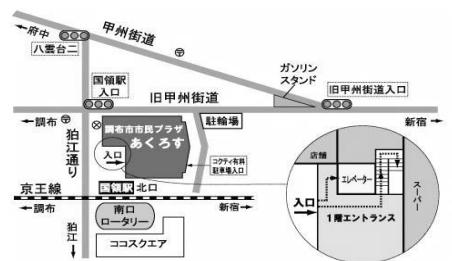 ←府中
甲州街道
八雲台二
国領駅
入口
ガソリン
スタンド
旧甲州街道入口
旧甲州街道
←調布
新宿→
狛江通り
調布市市民プラザ
あくろす
入口
駐輪場
コクティ有料
駐車場入口
京王線
国領駅 北口
←調布
新宿→
南口
ロータリー
狛江
ココスクエア
店舗
エレベーター
スーパー
入口
1階エントランス